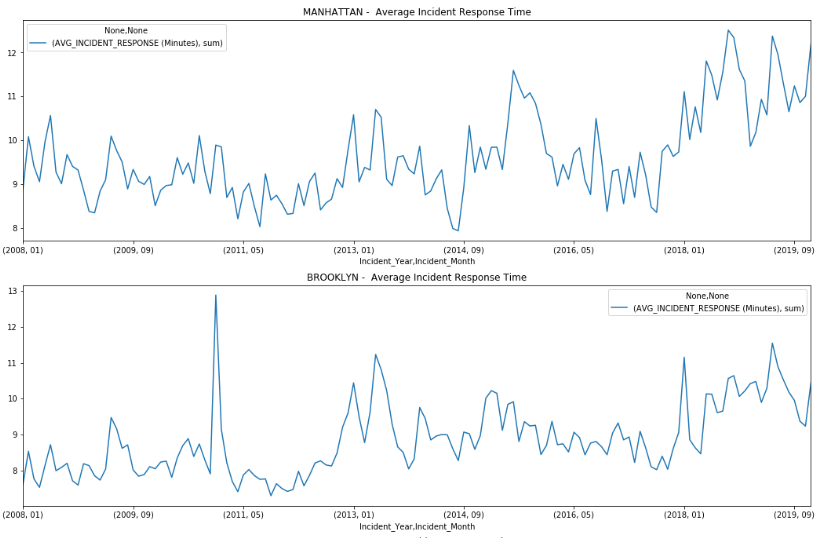 MANHATTAN - Average Incident Response Time
None,None
(AVG_INCIDENT_RESPONSE (Minutes), sum)
12
11
10
9
8
(2008, 01) (2009, 09) (2011, 05) (2013, 01) (2014, 09) (2016, 05) (2018, 01) (2019, 09)
Incident_Year,Incident_Month
BROOKLYN - Average Incident Response Time
None,None
(AVG_INCIDENT_RESPONSE (Minutes), sum)
13
12
11
10
9
8
(2008, 01) (2009, 09) (2011, 05) (2013, 01) (2014, 09) (2016, 05) (2018, 01) (2019, 09)
Incident_Year,Incident_Month